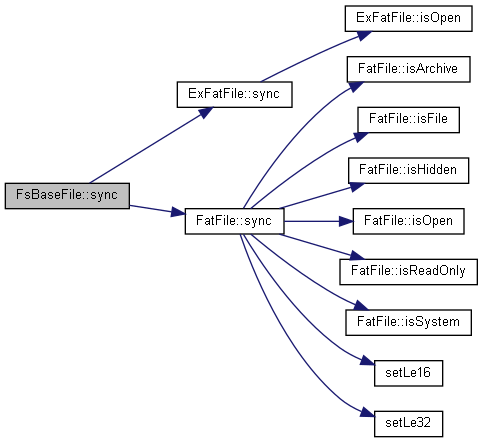 ExFatFile::isOpen
FatFile::isArchive
ExFatFile::sync
FatFile::isFile
FatFile::isHidden
FsBaseFile::sync
FatFile::sync
FatFile::isOpen
FatFile::isReadOnly
FatFile::isSystem
setLe16
setLe32